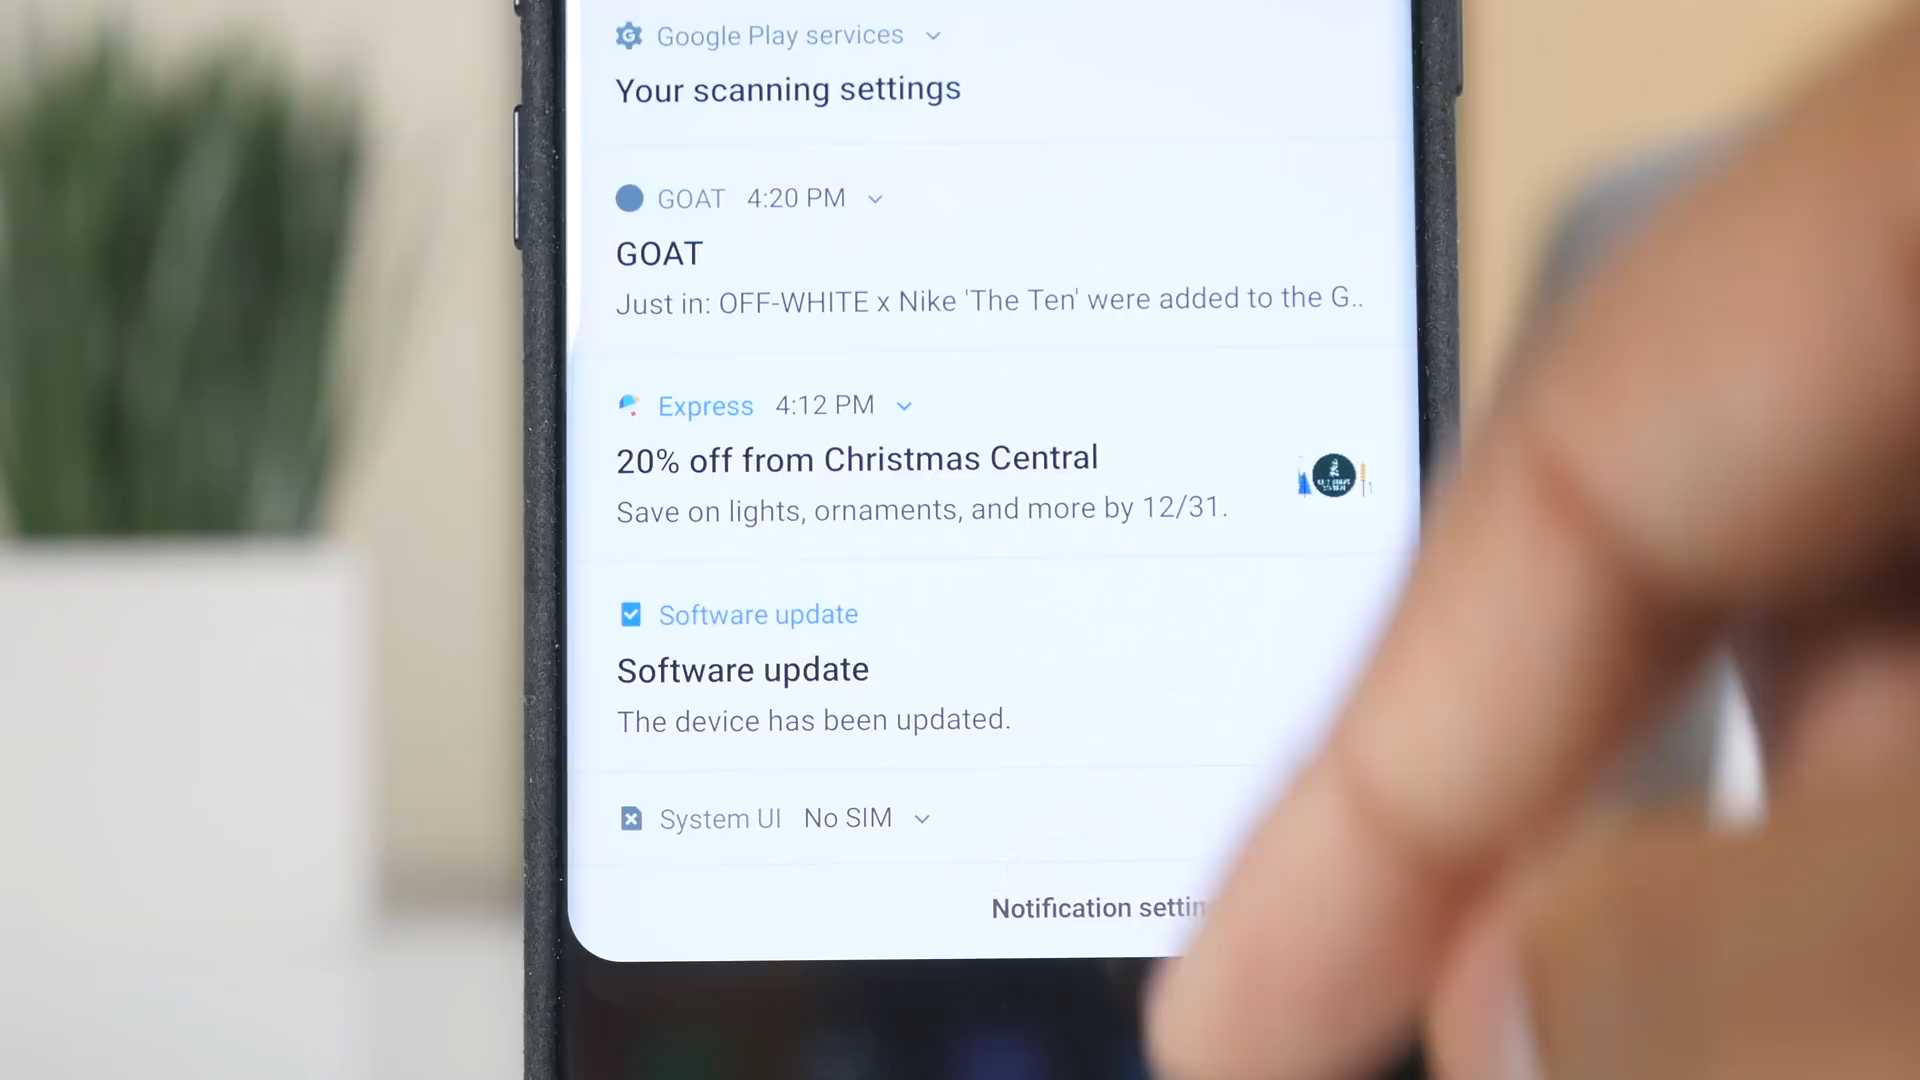 Google Play services
Your scanning settings
GOAT 4:20 PM
GOAT
Just in: OFF-WHITE x Nike 'The Ten' were added to the G..
Express 4:12 PM
20% off from Christmas Central
Save on lights, ornaments, and more by 12/31.
Software update
Software update
The device has been updated.
System UI No SIM
Notification settin